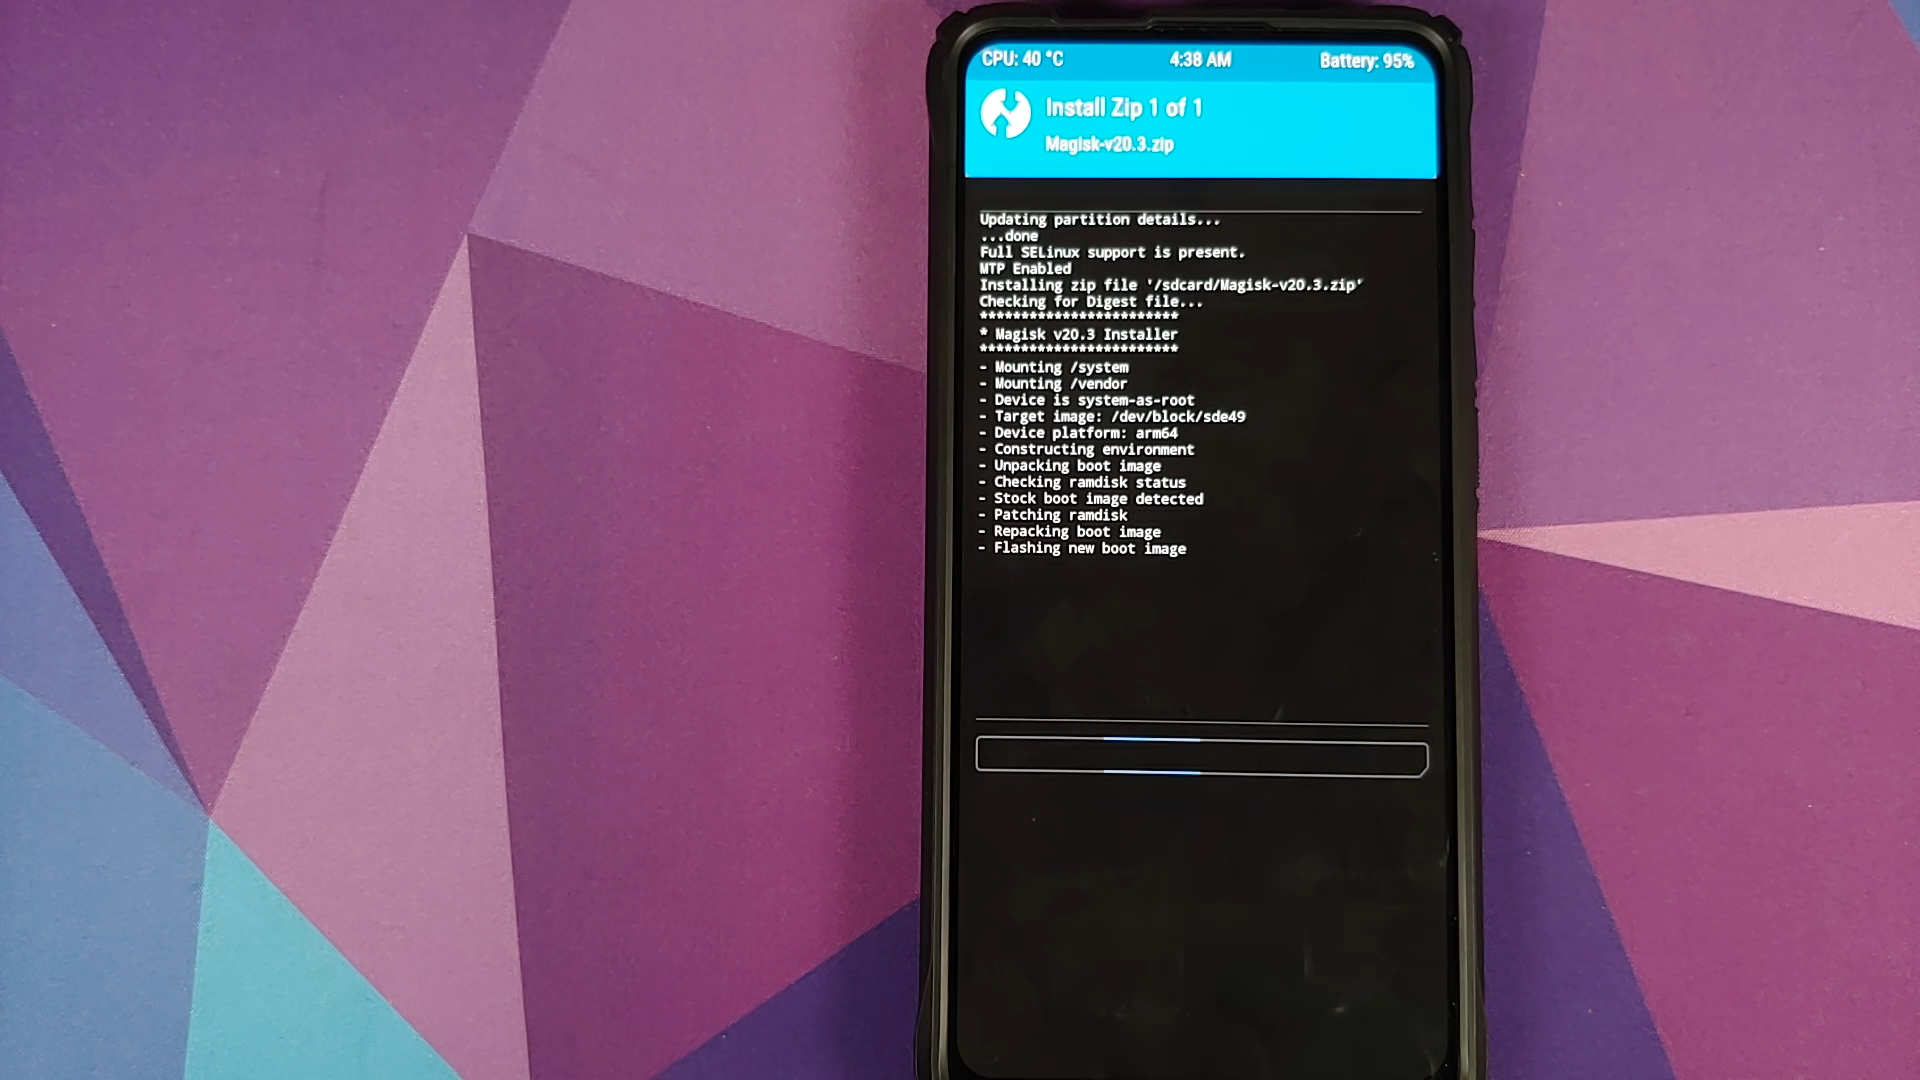 CPU: 40 °C 4:38 AM Battery: 95%
Install Zip 1 of 1
Magisk-v20.3.zip
Updating partition details...
...done
Full SELinux support is present.
MTP Enabled
Installing zip file '/sdcard/Magisk-v20.3.zip'
Checking for Digest file...
************************
* Magisk v20.3 Installer
************************
- Mounting /system
- Mounting /vendor
- Device is system-as-root
- Target image: /dev/block/sde49
- Device platform: arm64
- Constructing environment
- Unpacking boot image
- Checking ramdisk status
- Stock boot image detected
- Patching ramdisk
- Repacking boot image
- Flashing new boot image